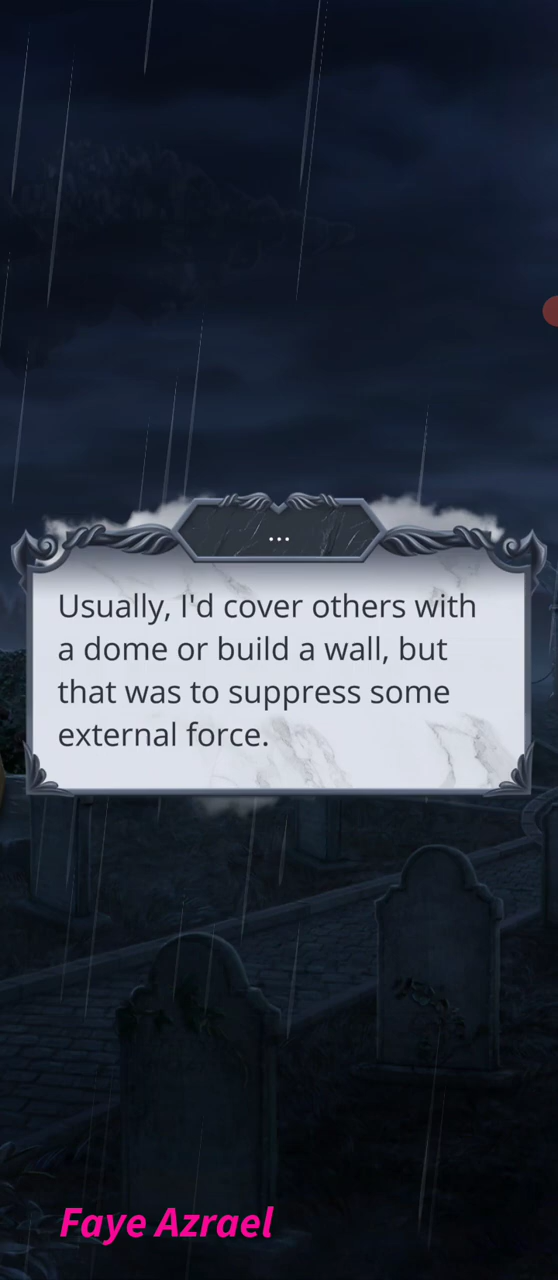 ...
Usually, I'd cover others with
a dome or build a wall, but
that was to suppress some
external force.
Faye Azrael